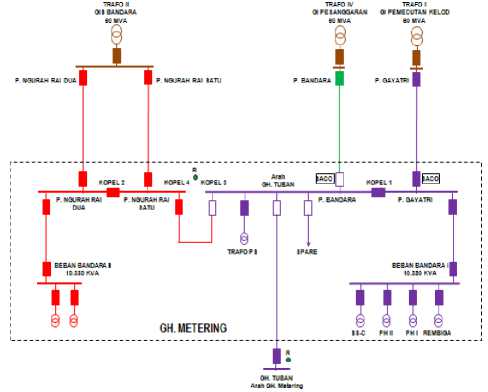 TRAFO II
GIS BANDARA
60 MVA
TRAFO IV
GI PESANGGARAN
60 MVA
TRAFO I
GI PEMECUTAN KELOD
60 MVA
P. NGURAH RAI DUA
P. NGURAH RAI SATU
P. BANDARA
P. GAYATRI
R
KOPEL 2
KOPEL 4
KOPEL 3
Arah
GH. TUBAN
BACO
KOPEL 1
BACO
P. NGURAH RAI
DUA
P. NGURAH RAI
SATU
P. BANDARA
P. GAYATRI
TRAFO PS
SPARE
BEBAN BANDARA II
10.380 KVA
BEBAN BANDARA I
10.380 KVA
GH. METERING
SS-C
PH II
PH I
REMBIGA
R
GH. TUBAN
Arah GH. Metering